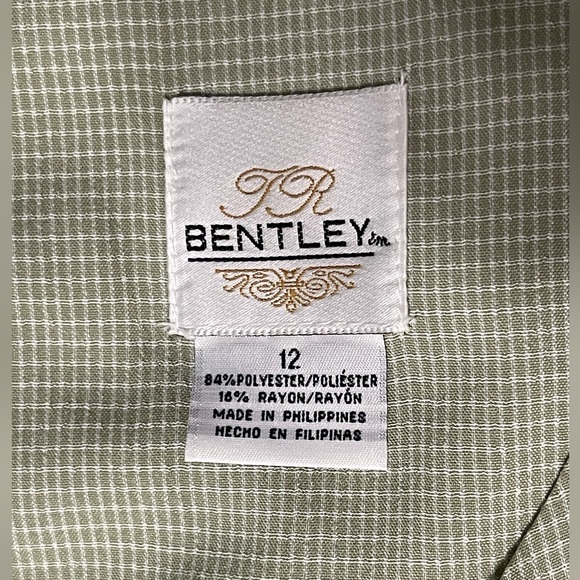 TR
BENTLEY
12
84%POLYESTER/POLIÉSTER
16% RAYON/RAYÓN
MADE IN PHILIPPINES
HECHO EN FILIPINAS